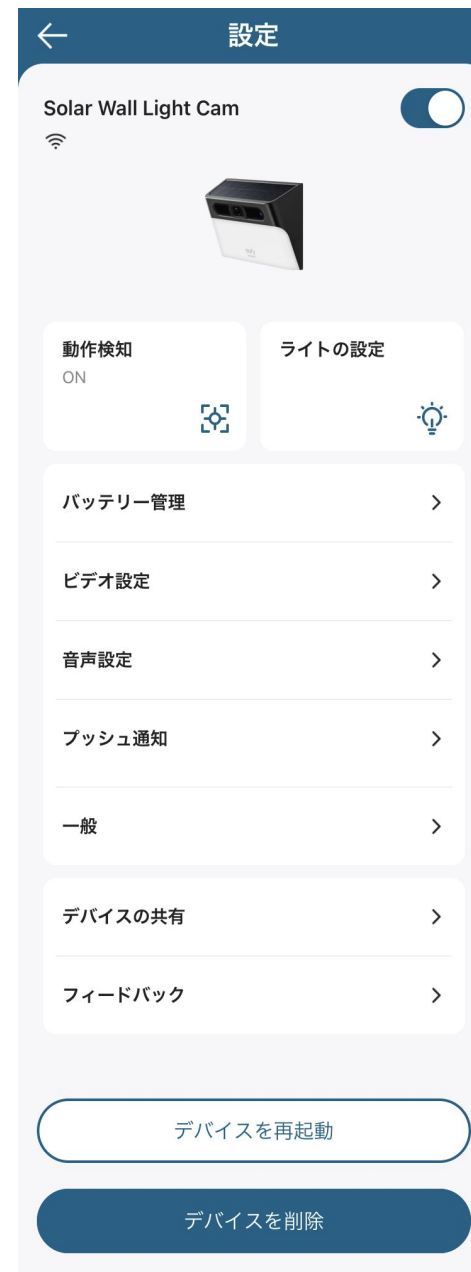 設定
Solar Wall Light Cam
動作検知
ON
ライトの設定
バッテリー管理
ビデオ設定
音声設定
プッシュ通知
一般
デバイスの共有
フィードバック
デバイスを再起動
デバイスを削除